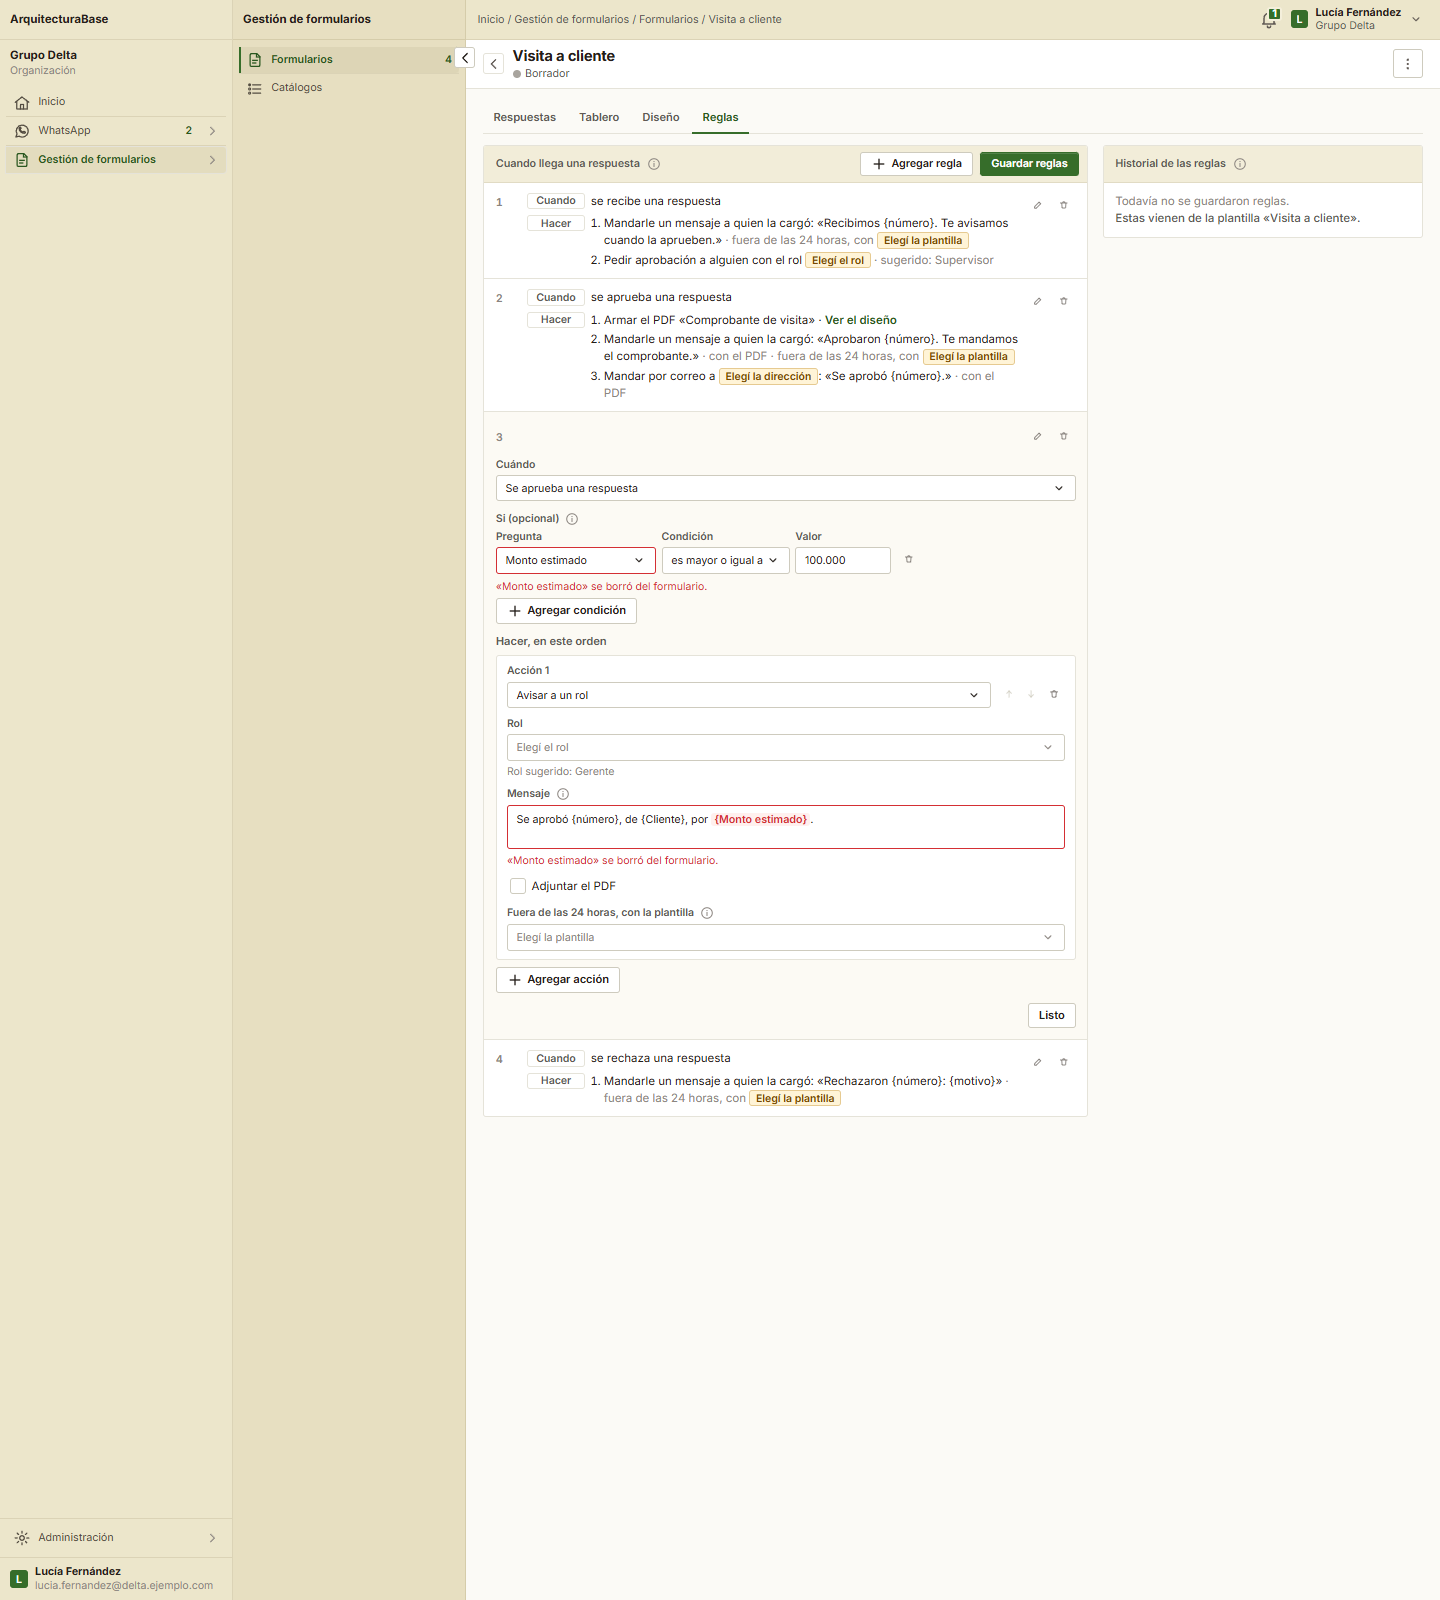 ArquitecturaBase
Gestión de formularios
Inicio / Gestión de formularios / Formularios / Visita a cliente
1
L
Lucía Fernández
Grupo Delta
Grupo Delta
Organización
Inicio
WhatsApp 2
Gestión de formularios
Formularios 4
Catálogos
Visita a cliente
Borrador
Respuestas Tablero Diseño Reglas
Cuando llega una respuesta
Agregar regla
Guardar reglas
1 Cuando se recibe una respuesta
Hacer 1. Mandarle un mensaje a quien la cargó: «Recibimos {número}. Te avisamos
cuando la aprueben.» · fuera de las 24 horas, con Elegí la plantilla
2. Pedir aprobación a alguien con el rol Elegí el rol · sugerido: Supervisor
2 Cuando se aprueba una respuesta
Hacer 1. Armar el PDF «Comprobante de visita» · Ver el diseño
2. Mandarle un mensaje a quien la cargó: «Aprobaron {número}. Te mandamos
el comprobante.» · con el PDF · fuera de las 24 horas, con Elegí la plantilla
3. Mandar por correo a Elegí la dirección : «Se aprobó {número}.» · con el
PDF
3
Cuándo
Se aprueba una respuesta
Si (opcional)
Pregunta Condición Valor
Monto estimado es mayor o igual a 100.000
«Monto estimado» se borró del formulario.
Agregar condición
Hacer, en este orden
Acción 1
Avisar a un rol
Rol
Elegí el rol
Rol sugerido: Gerente
Mensaje
Se aprobó {número}, de {Cliente}, por {Monto estimado} .
«Monto estimado» se borró del formulario.
Adjuntar el PDF
Fuera de las 24 horas, con la plantilla
Elegí la plantilla
Agregar acción
Listo
4 Cuando se rechaza una respuesta
Hacer 1. Mandarle un mensaje a quien la cargó: «Rechazaron {número}: {motivo}» ·
fuera de las 24 horas, con Elegí la plantilla
Historial de las reglas
Todavía no se guardaron reglas.
Estas vienen de la plantilla «Visita a cliente».
Administración
L
Lucía Fernández
lucia.fernandez@delta.ejemplo.com